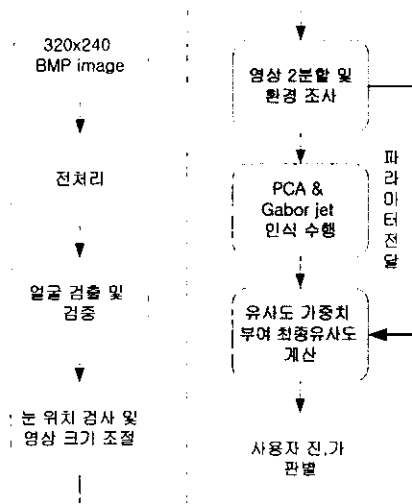 320x240
BMP image
전처리
얼굴 검출 및
검증
눈 위치 검사 및
영상 크기 조절
영상 2분할 및
환경 조사
PCA &
Gabor jet
인식 수행
파라미터전달
유사도 가중치
부여 최종유사도
계산
사용자 진,가
판별